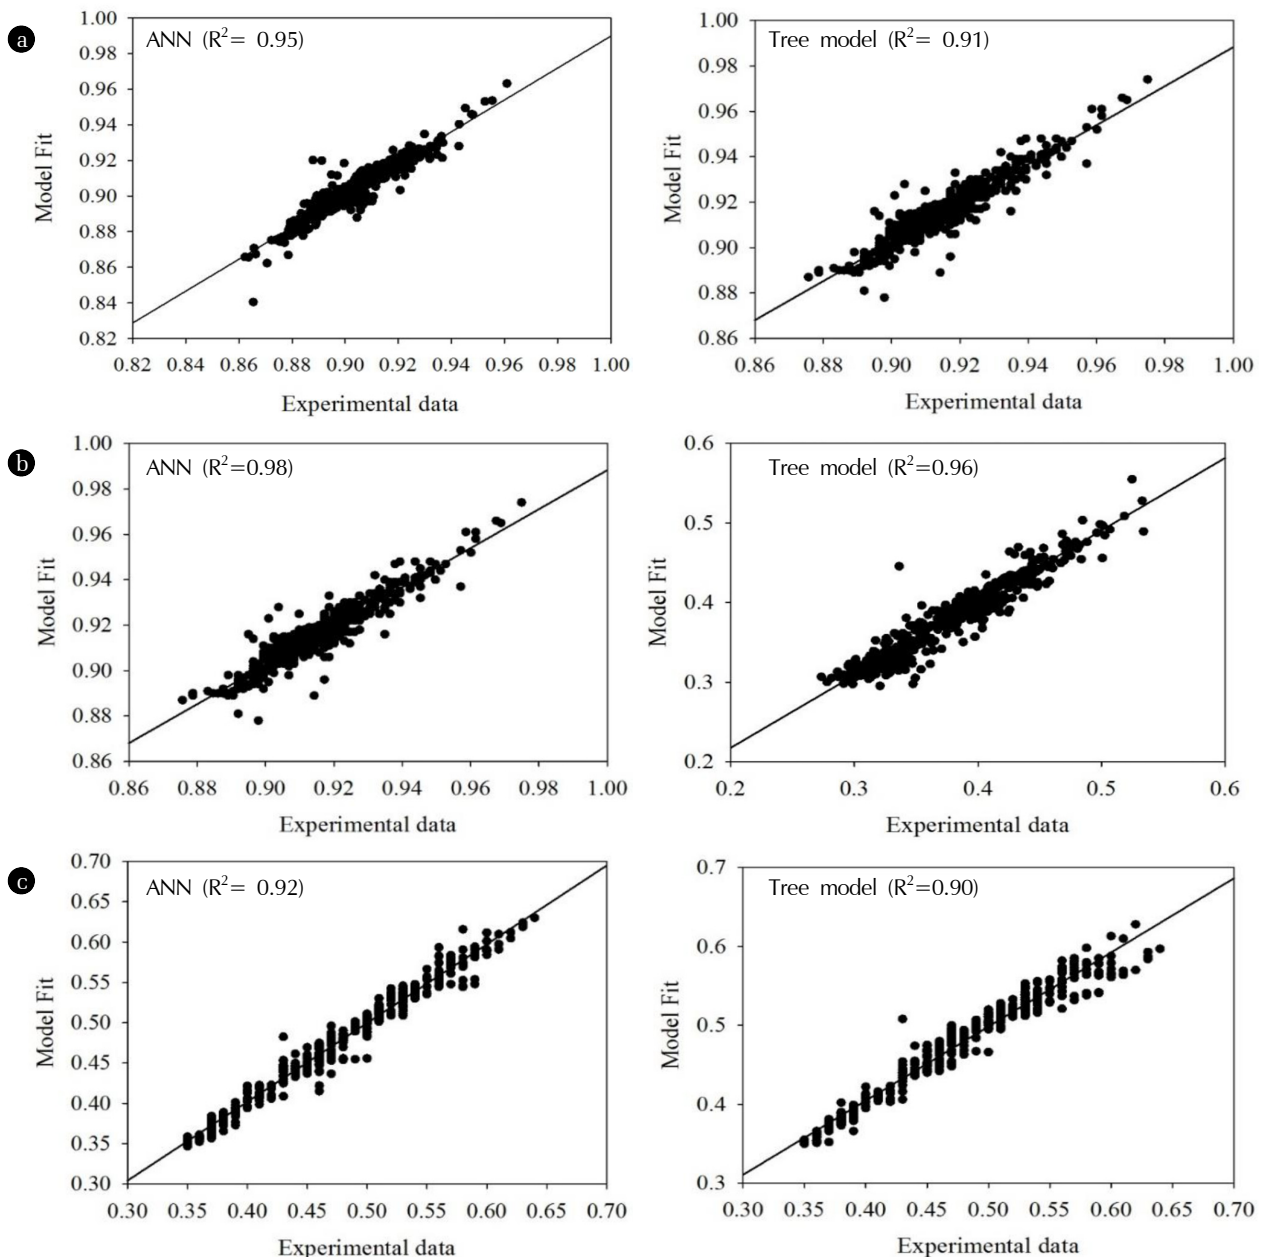 a
ANN (R2= 0.95)
Model Fit
1.00
0.98
0.96
0.94
0.92
0.90
0.88
0.86
0.84
0.82
0.82 0.84 0.86 0.88 0.90 0.92 0.94 0.96 0.98 1.00
Experimental data
Tree model (R2= 0.91)
Model Fit
1.00
0.98
0.96
0.94
0.92
0.90
0.88
0.86
0.86 0.88 0.90 0.92 0.94 0.96 0.98 1.00
Experimental data
b
ANN (R2=0.98)
Model Fit
1.00
0.98
0.96
0.94
0.92
0.90
0.88
0.86
0.86 0.88 0.90 0.92 0.94 0.96 0.98 1.00
Experimental data
Tree model (R2=0.96)
Model Fit
0.6
0.5
0.4
0.3
0.2
0.2 0.3 0.4 0.5 0.6
Experimental data
c
ANN (R2= 0.92)
Model Fit
0.70
0.65
0.60
0.55
0.50
0.45
0.40
0.35
0.30
0.30 0.35 0.40 0.45 0.50 0.55 0.60 0.65 0.70
Experimental data
Tree model (R2=0.90)
Model Fit
0.7
0.6
0.5
0.4
0.3
0.30 0.35 0.40 0.45 0.50 0.55 0.60 0.65 0.70
Experimental data